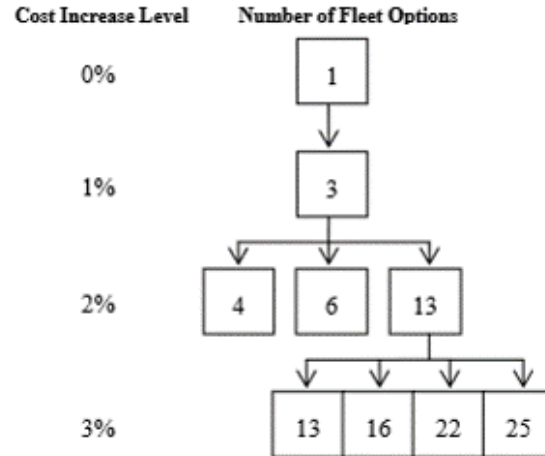 Cost Increase Level Number of Fleet Options
0% 1
1% 3
2% 4 6 13
3% 13 16 22 25